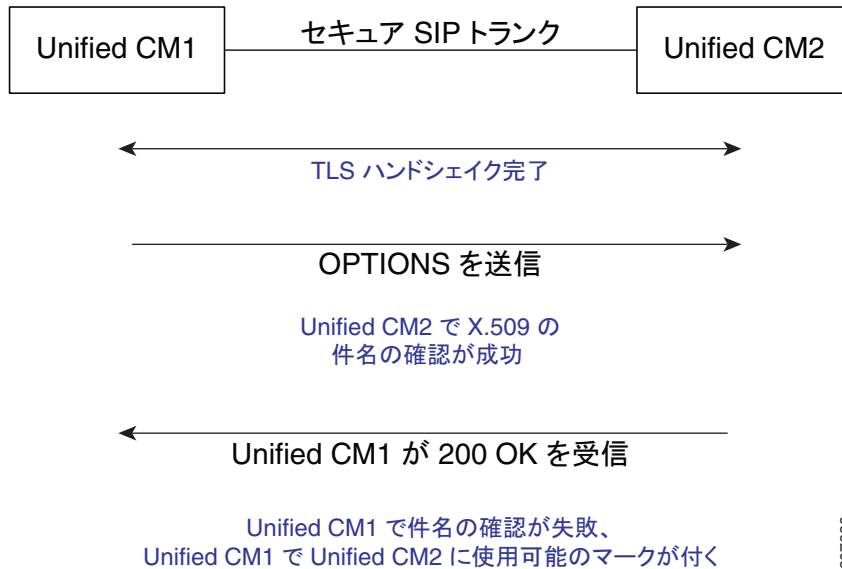 Unified CM1
セキュア SIP トランク
Unified CM2
TLS ハンドシェイク完了
OPTIONS を送信
Unified CM2 で X.509 の
件名の確認が成功
Unified CM1 が 200 OK を受信
Unified CM1 で件名の確認が失敗、
Unified CM1 で Unified CM2 に使用可能のマークが付く